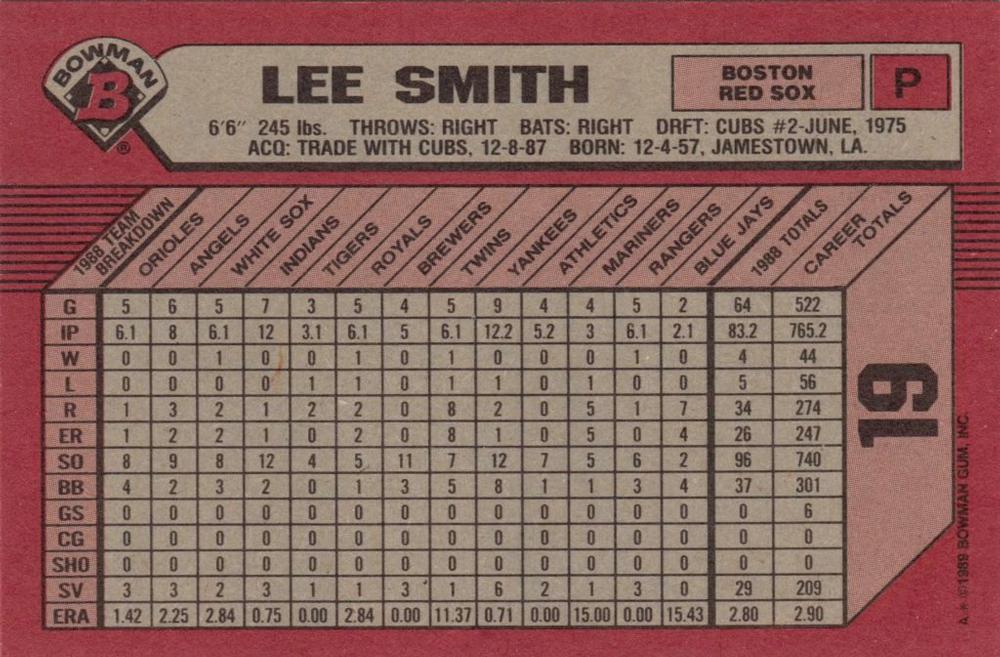 BOWMAN
B
®
LEE SMITH
BOSTON
RED SOX
P
6'6" 245 lbs. THROWS: RIGHT BATS: RIGHT DRFT: CUBS #2-JUNE, 1975
ACQ: TRADE WITH CUBS, 12-8-87 BORN: 12-4-57, JAMESTOWN, LA.
1988 TEAM BREAKDOWN ORIOLES ANGELS WHITE SOX INDIANS TIGERS ROYALS BREWERS TWINS YANKEES ATHLETICS MARINERS RANGERS BLUE JAYS 1988 TOTALS CAREER TOTALS
G 5 6 5 7 3 5 4 5 9 4 4 5 2 64 522
IP 6.1 8 6.1 12 3.1 6.1 5 6.1 12.2 5.2 3 6.1 2.1 83.2 765.2
W 0 0 1 0 0 1 0 1 0 0 0 1 0 4 44
L 0 0 0 0 1 1 0 1 1 0 1 0 0 5 56
R 1 3 2 1 2 2 0 8 2 0 5 1 7 34 274
ER 1 2 2 1 0 2 0 8 1 0 5 0 4 26 247
SO 8 9 8 12 4 5 11 7 12 7 5 6 2 96 740
BB 4 2 3 2 0 1 3 5 8 1 1 3 4 37 301
GS 0 0 0 0 0 0 0 0 0 0 0 0 0 0 6
CG 0 0 0 0 0 0 0 0 0 0 0 0 0 0 0
SHO 0 0 0 0 0 0 0 0 0 0 0 0 0 0 0
SV 3 3 2 3 1 1 3 1 6 2 1 3 0 29 209
ERA 1.42 2.25 2.84 0.75 0.00 2.84 0.00 11.37 0.71 0.00 15.00 0.00 15.43 2.80 2.90
19
A ** ©1989 BOWMAN GUM, INC.